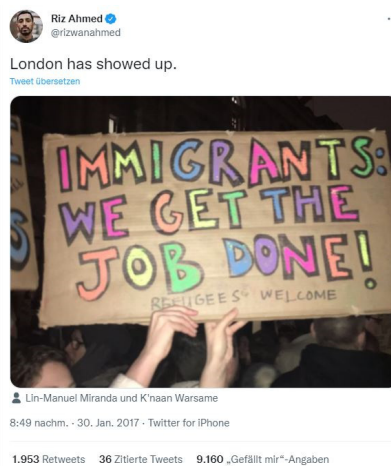 Riz Ahmed
@rizwanahmed
London has showed up.
Tweet übersetzen
IMMIGRANTS:
WE GET THE
JOB DONE!
REFUGEES WELCOME
Lin-Manuel Miranda und K'naan Warsame
8:49 nachm. · 30. Jan. 2017 · Twitter for iPhone
1.953 Retweets 36 Zitierte Tweets 9.160 „Gefällt mir“-Angaben